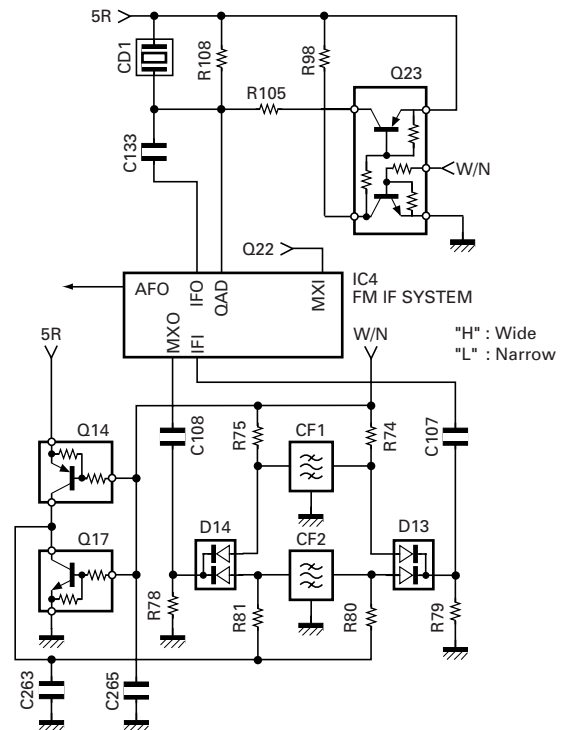 5R
CD1
R108
R98
Q23
R105
C133
W/N
Q22
IC4
FM IF SYSTEM
AFO
IFO
QAD
MXI
MXO
IFI
5R
W/N
"H" : Wide
"L" : Narrow
Q14
C108
R75
CF1
R74
C107
Q17
D14
CF2
D13
R78
R81
R80
R79
C263
C265